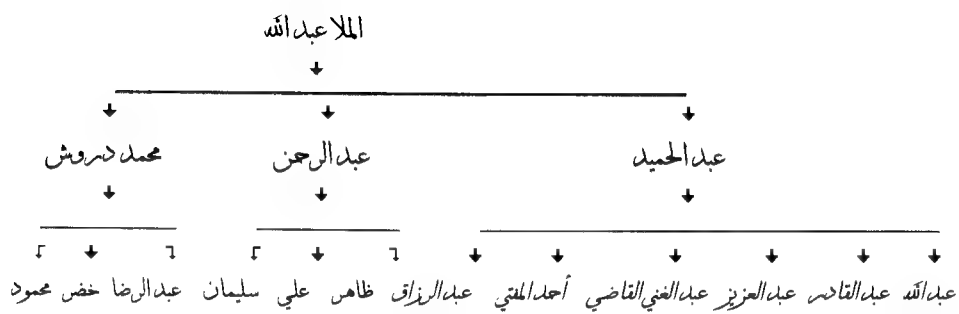 الملا عبدالله
عبدالحميد عبدالرحمن محمد دروش
عبدالله عبدالقادر عبدالعزيز عبدالغني القاضي أحمد المفتي عبدالرزاق ظاهر علي سليمان عبدالرضا خضر محمود